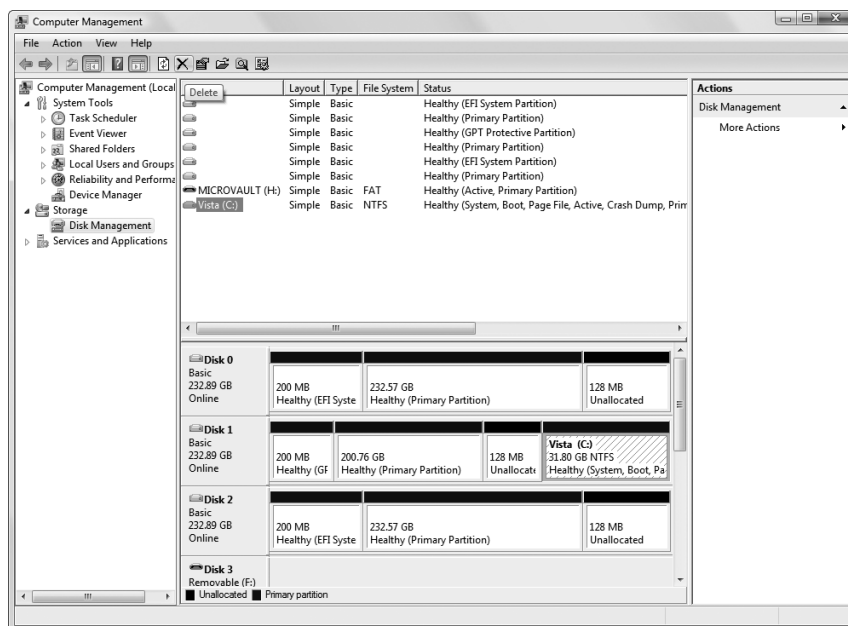 Computer Management
File Action View Help
Computer Management (Local
System Tools
Task Scheduler
Event Viewer
Shared Folders
Local Users and Groups
Reliability and Performa
Device Manager
Storage
Disk Management
Services and Applications
Delete
Layout Type File System Status
Simple Basic Healthy (EFI System Partition)
Simple Basic Healthy (Primary Partition)
Simple Basic Healthy (GPT Protective Partition)
Simple Basic Healthy (Primary Partition)
Simple Basic Healthy (EFI System Partition)
Simple Basic Healthy (Primary Partition)
MICROVAULT (H:) Simple Basic FAT Healthy (Active, Primary Partition)
Vista (C:) Simple Basic NTFS Healthy (System, Boot, Page File, Active, Crash Dump, Prim
Disk 0
Basic
232.89 GB
Online
200 MB
Healthy (EFI Syste
232.57 GB
Healthy (Primary Partition)
128 MB
Unallocated
Disk 1
Basic
232.89 GB
Online
200 MB
Healthy (GF
200.76 GB
Healthy (Primary Partition)
128 MB
Unallocate
Vista (C:)
31.80 GB NTFS
Healthy (System, Boot, Pa
Disk 2
Basic
232.89 GB
Online
200 MB
Healthy (EFI Syste
232.57 GB
Healthy (Primary Partition)
128 MB
Unallocated
Disk 3
Removable (F:)
Unallocated Primary partition
Actions
Disk Management
More Actions